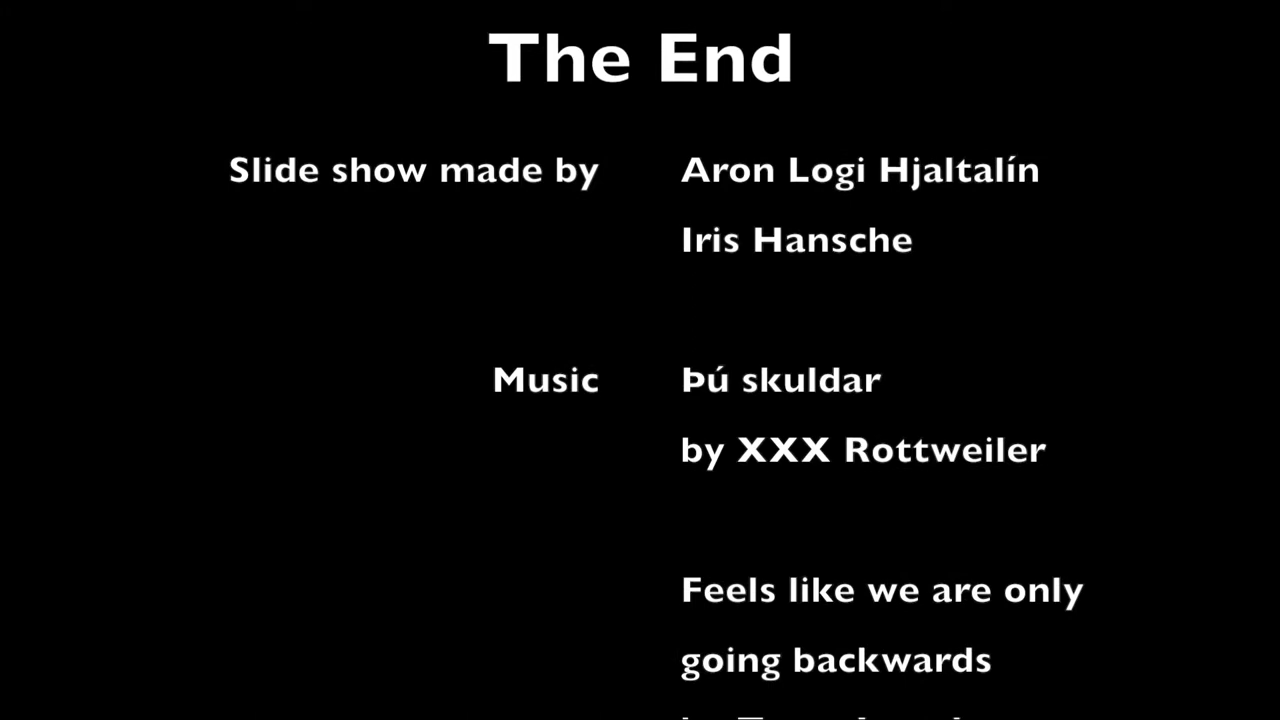 The End
Slide show made by Aron Logi Hjaltalín
Iris Hansche
Music Þú skuldar
by XXX Rottweiler
Feels like we are only
going backwards